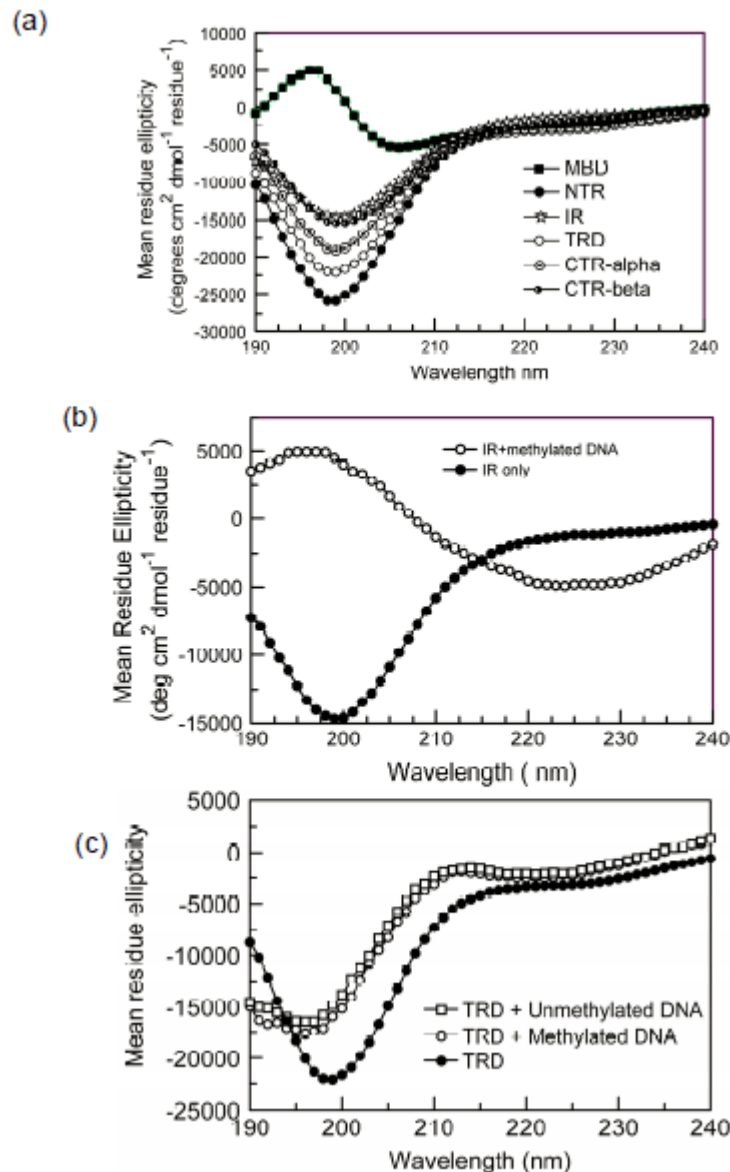 (a)
Mean residue ellipticity
(degrees cm² dmol⁻¹ residue⁻¹)
10000
5000
0
-5000
-10000
-15000
-20000
-25000
-30000
MBD
NTR
IR
TRD
CTR-alpha
CTR-beta
190 200 210 220 230 240
Wavelength nm
(b)
Mean Residue Ellipticity
(deg cm² dmol⁻¹ residue⁻¹)
5000
0
-5000
-10000
-15000
IR+methylated DNA
IR only
190 200 210 220 230 240
Wavelength ( nm)
(c)
Mean residue ellipticity
5000
0
-5000
-10000
-15000
-20000
-25000
TRD + Unmethylated DNA
TRD + Methylated DNA
TRD
190 200 210 220 230 240
Wavelength (nm)